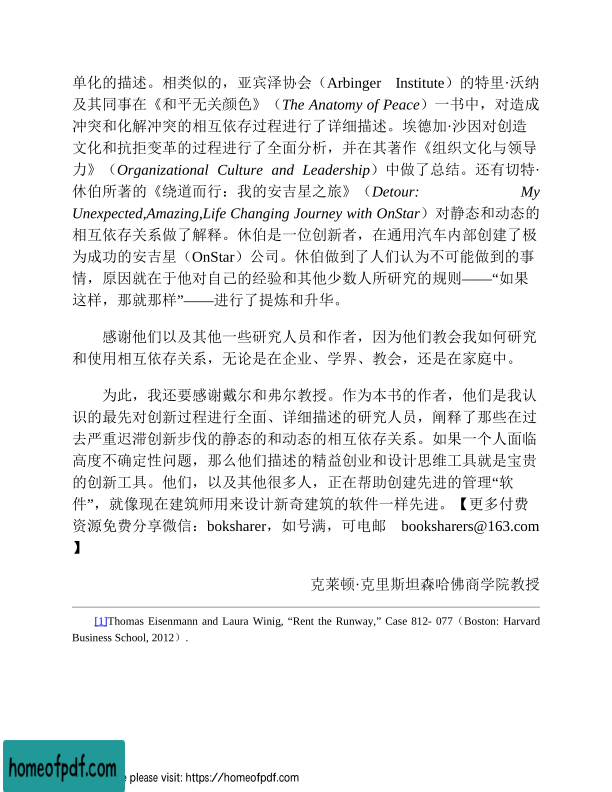 单化的描述。相类似的，亚宾泽协会（Arbinger Institute）的特里·沃纳
及其同事在《和平无关颜色》（The Anatomy of Peace）一书中，对造成
冲突和化解冲突的相互依存过程进行了详细描述。埃德加·沙因对创造
文化和抗拒变革的过程进行了全面分析，并在其著作《组织文化与领导
力》（Organizational Culture and Leadership）中做了总结。还有切特·
休伯所著的《绕道而行：我的安吉星之旅》（Detour: My
Unexpected,Amazing,Life Changing Journey with OnStar）对静态和动态的
相互依存关系做了解释。休伯是一位创新者，在通用汽车内部创建了极
为成功的安吉星（OnStar）公司。休伯做到了人们认为不可能做到的事
情，原因就在于他对自己的经验和其他少数人所研究的规则——“如果
这样，那就那样”——进行了提炼和升华。
感谢他们以及其他一些研究人员和作者，因为他们教会我如何研究
和使用相互依存关系，无论是在企业、学界、教会，还是在家庭中。
为此，我还要感谢戴尔和弗尔教授。作为本书的作者，他们是我认
识的最先对创新过程进行全面、详细描述的研究人员，阐释了那些在过
去严重迟滞创新步伐的静态的和动态的相互依存关系。如果一个人面临
高度不确定性问题，那么他们描述的精益创业和设计思维工具就是宝贵
的创新工具。他们，以及其他很多人，正在帮助创建先进的管理“软
件”，就像现在建筑师用来设计新奇建筑的软件一样先进。【更多付费
资源免费分享微信：boksharer，如号满，可电邮 booksharers@163.com
】
克莱顿·克里斯坦森哈佛商学院教授
[1]Thomas Eisenmann and Laura Winig, “Rent the Runway,” Case 812- 077（Boston: Harvard
Business School, 2012）.
homeofpdf.com
e please visit: https://homeofpdf.com